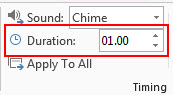 Sound: Chime
Duration: 01.00
Apply To All
Timing